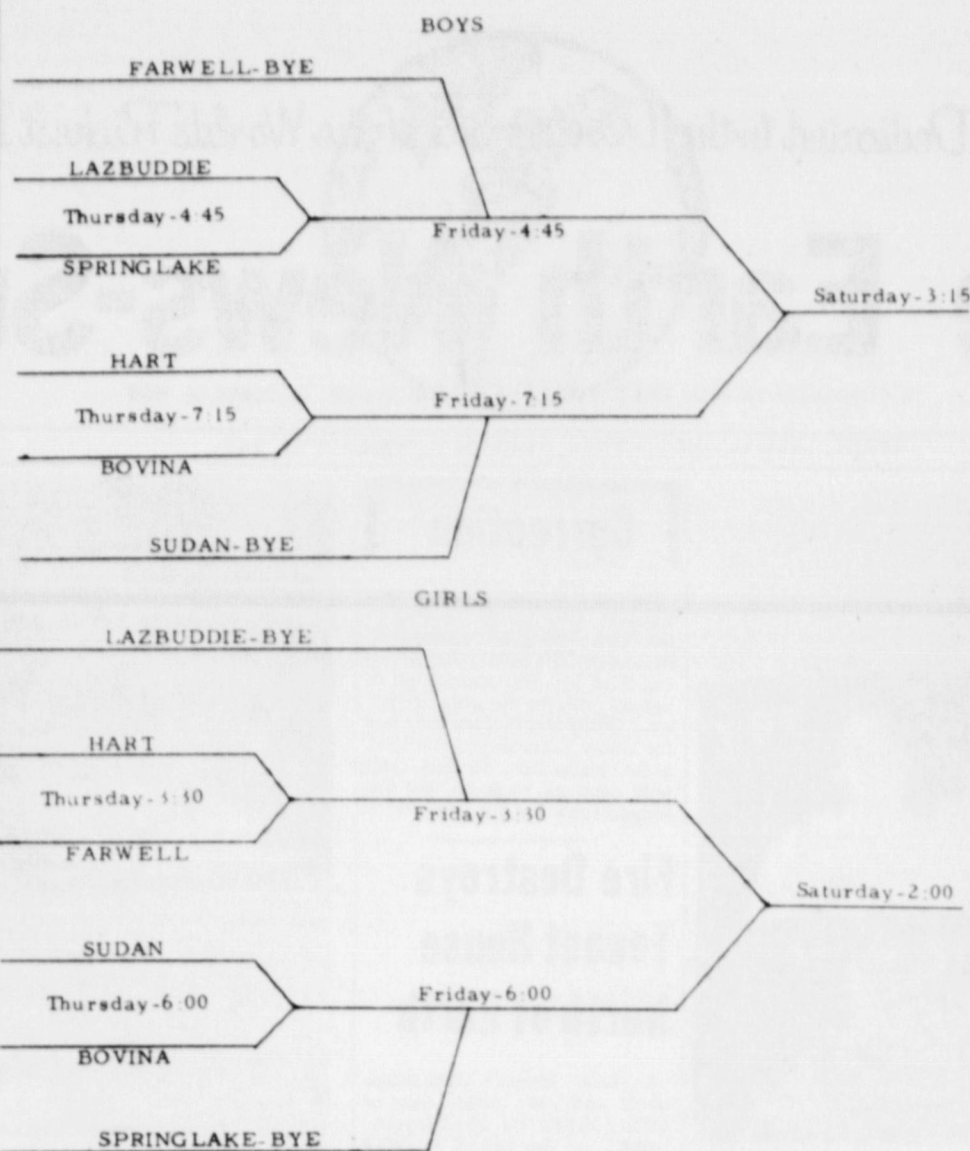 BOYS
FARWELL-BYE
LAZBUDDIE
Thursday-4:45
SPRINGLAKE
Friday-4:45
Saturday-3:15
HART
Thursday-7:15
BOVINA
Friday-7:15
SUDAN-BYE
GIRLS
LAZBUDDIE-BYE
HART
Thursday-3:30
FARWELL
Friday-3:30
Saturday-2:00
SUDAN
Thursday-6:00
BOVINA
Friday-6:00
SPRINGLAKE-BYE